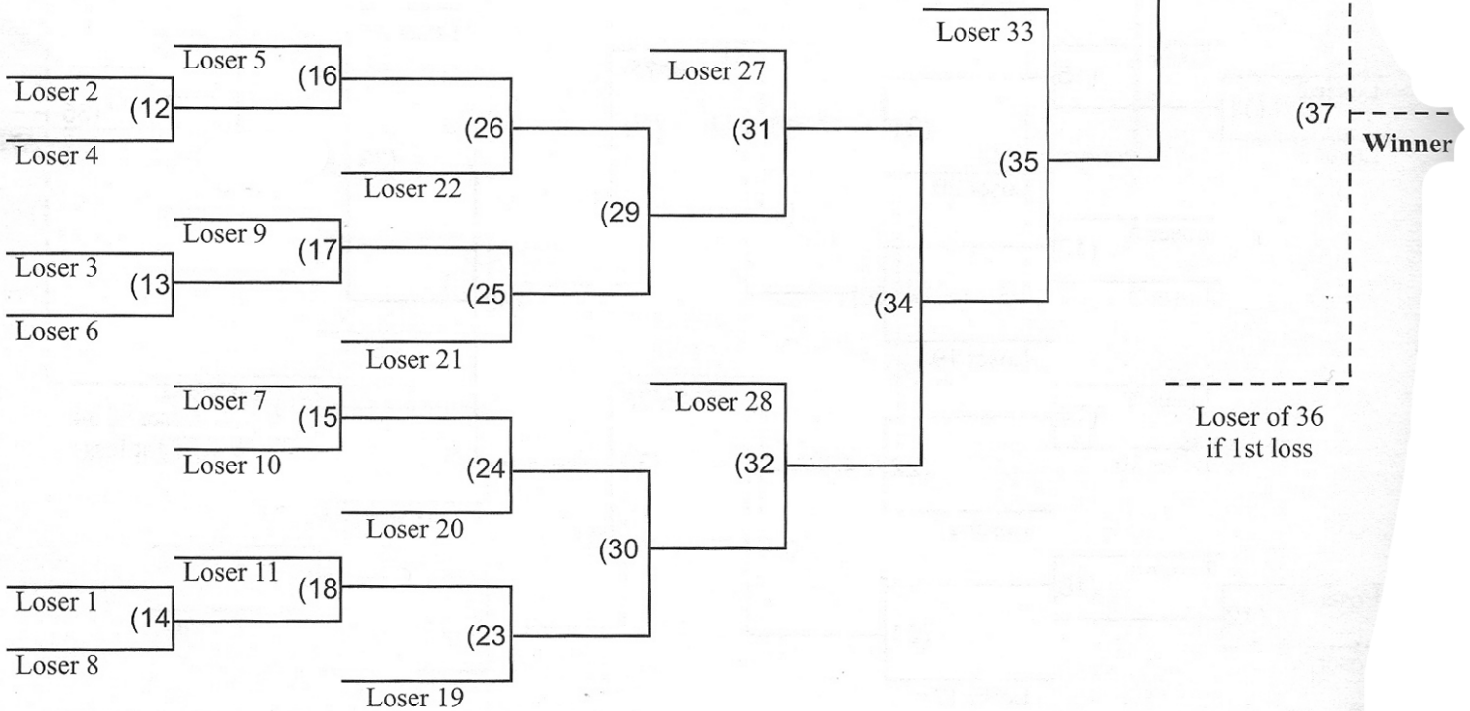 Loser 33
Loser 5
(16
Loser 27
Loser 2
(12
(37
Winner
(26
(31
Loser 4
(35
Loser 22
(29
Loser 9
(17
Loser 3
(13
(25
(34
Loser 6
Loser 21
Loser 7
(15
Loser 28
Loser of 36
if 1st loss
Loser 10
(24
(32
Loser 20
(30
Loser 11
(18
Loser 1
(14
(23
Loser 8
Loser 19